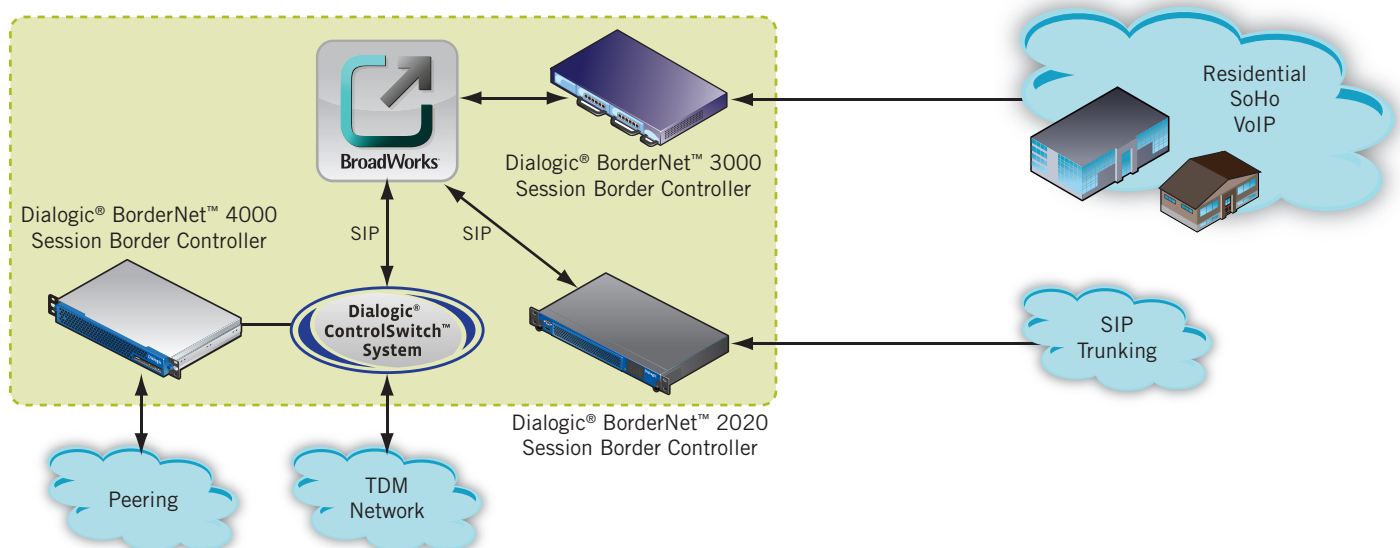 BroadWorks
Dialogic® BorderNet™ 3000
Session Border Controller
Residential
SoHo
VoIP
Dialogic® BorderNet™ 4000
Session Border Controller
SIP
SIP
Dialogic®
ControlSwitch™
System
SIP
Trunking
Dialogic® BorderNet™ 2020
Session Border Controller
Peering
TDM
Network